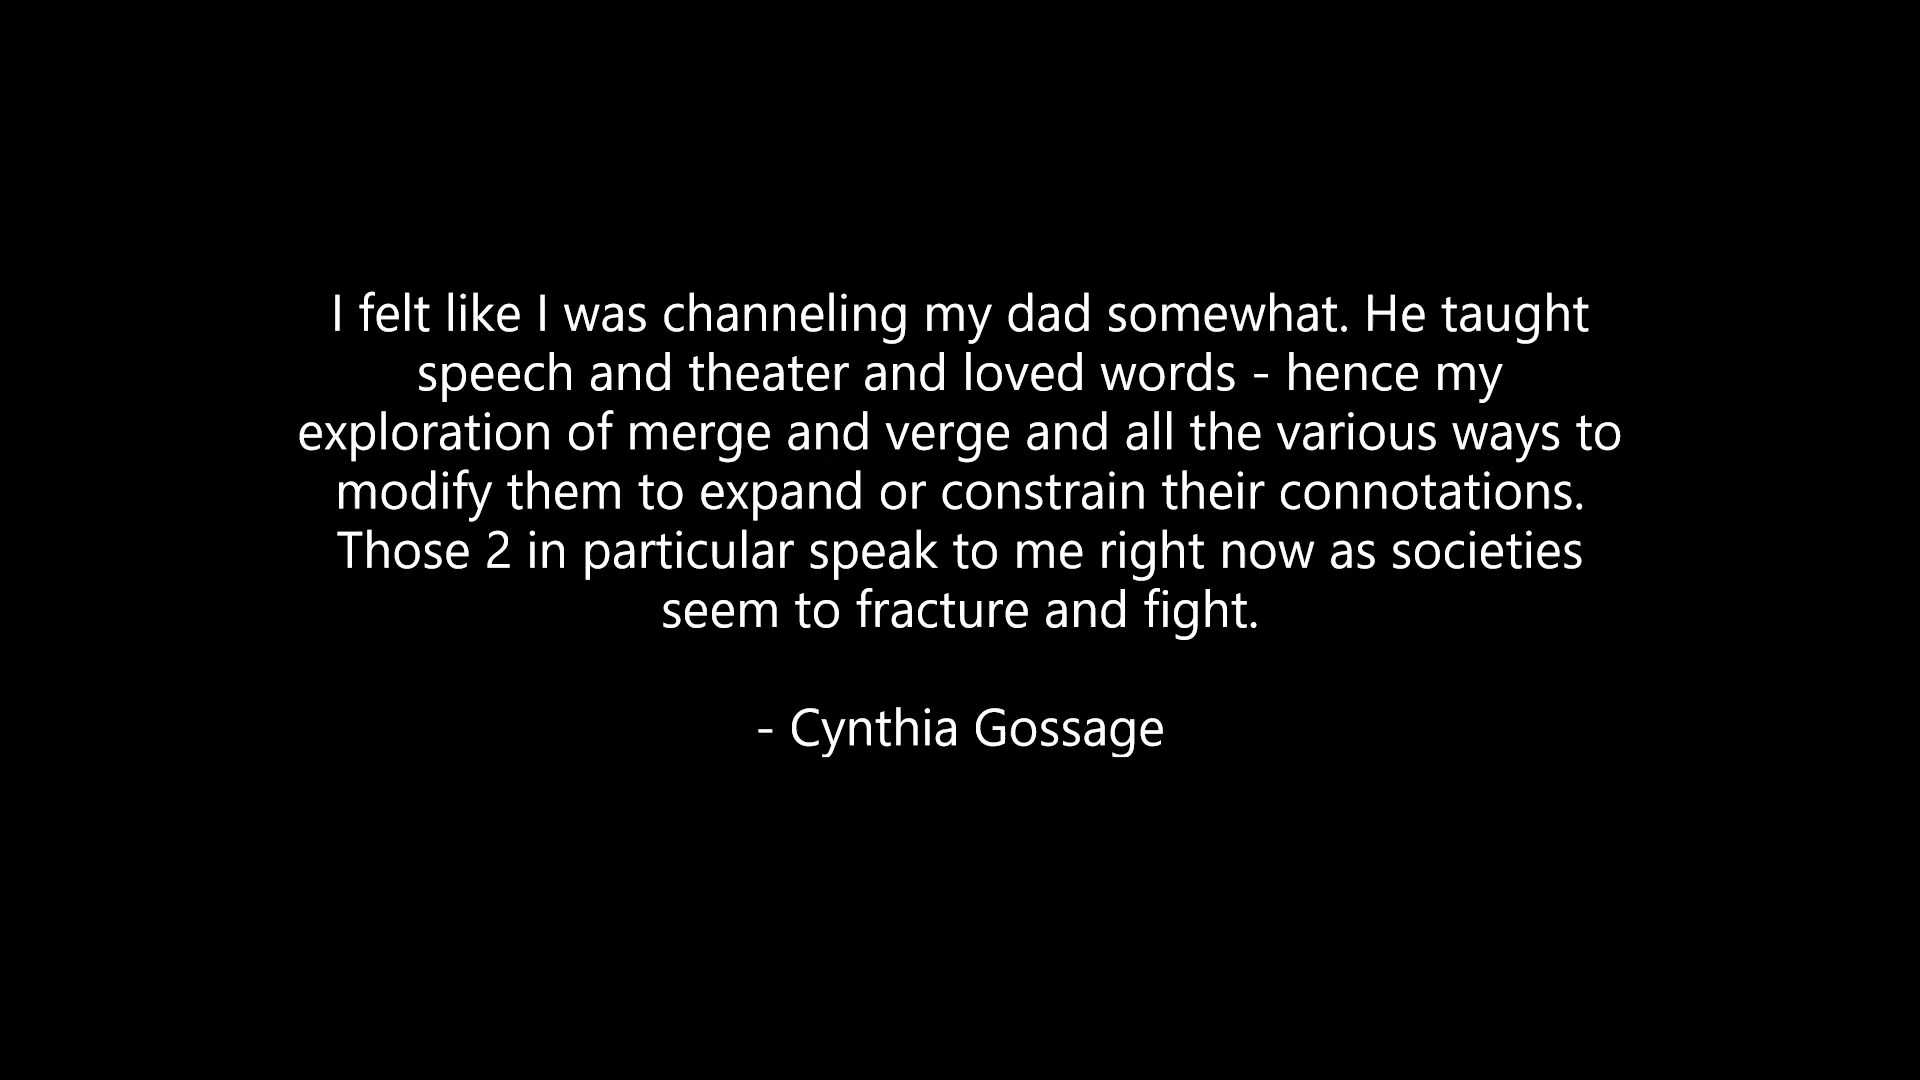 I felt like I was channeling my dad somewhat. He taught
speech and theater and loved words - hence my
exploration of merge and verge and all the various ways to
modify them to expand or constrain their connotations.
Those 2 in particular speak to me right now as societies
seem to fracture and fight.
- Cynthia Gossage